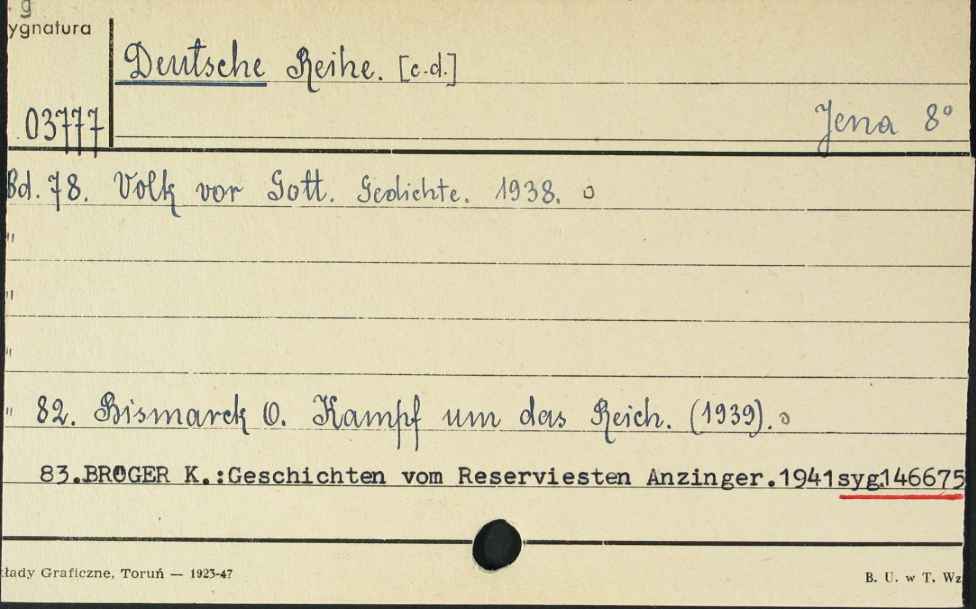 g
ygnatura
Deutsche Reihe. [c.d.]
03777
Jena 8°
Bd. 78. Volk vor Gott. Gedichte. 1938. o
"
"
"
" 82. Bismarck O. Kampf um das Reich. (1939). o
83.BROGER K.:Geschichten vom Reserviesten Anzinger.1941syg.146675
kłady Graficzne, Toruń — 1923-47
B. U. w T. Wz